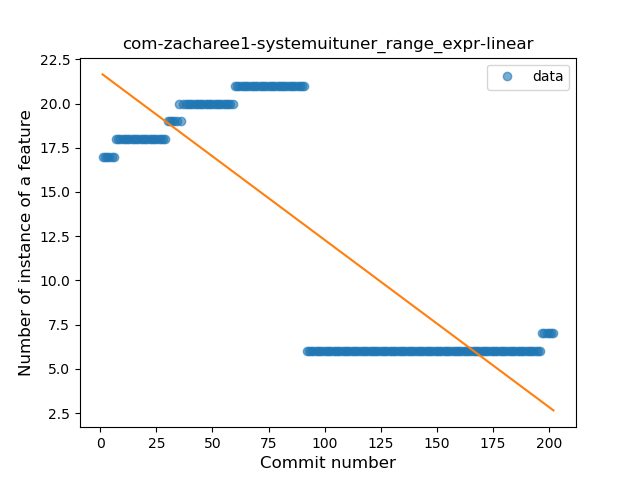 com-zacharee1-systemuituner_range_expr-linear
22.5
20.0
17.5
15.0
12.5
10.0
7.5
5.0
2.5
Number of instance of a feature
data
0 25 50 75 100 125 150 175 200
Commit number